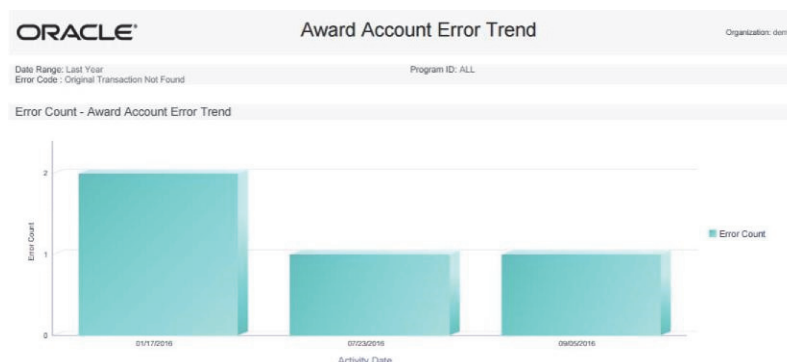 ORACLE®
Award Account Error Trend
Organization: dem
Date Range: Last Year
Program ID: ALL
Error Code : Original Transaction Not Found
Error Count - Award Account Error Trend
2
1
0
Error Count
01/17/2016
07/23/2016
09/05/2016
Activity Date
Error Count